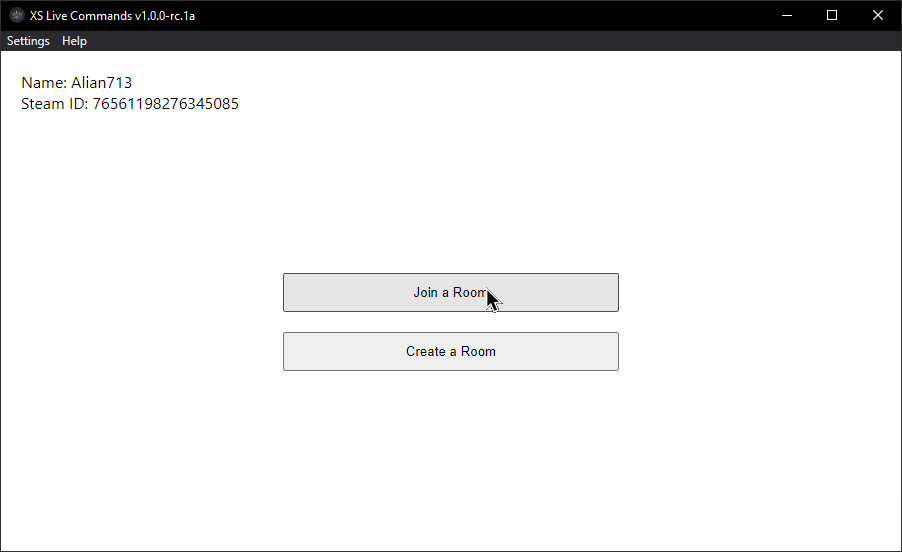 XS Live Commands v1.0.0-rc.1a
Settings Help
Name: Alian713
Steam ID: 76561198276345085
Join a Room
Create a Room